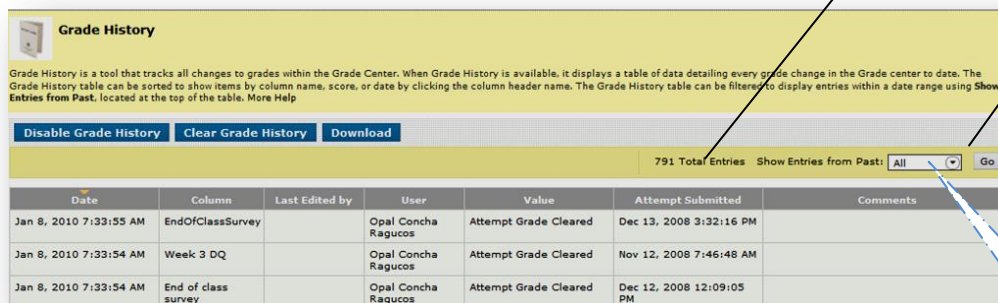 Grade History
Grade History is a tool that tracks all changes to grades within the Grade Center. When Grade History is available, it displays a table of data detailing every grade change in the Grade center to date. The
Grade History table can be sorted to show items by column name, score, or date by clicking the column header name. The Grade History table can be filtered to display entries within a date range using Show
Entries from Past, located at the top of the table. More Help
Disable Grade History Clear Grade History Download
791 Total Entries Show Entries from Past: All Go
Date Column Last Edited by User Value Attempt Submitted Comments
Jan 8, 2010 7:33:55 AM EndOfClassSurvey Opal Concha Attempt Grade Cleared Dec 13, 2008 3:32:16 PM
Ragucos
Jan 8, 2010 7:33:54 AM Week 3 DQ Opal Concha Attempt Grade Cleared Nov 12, 2008 7:46:48 AM
Ragucos
Jan 8, 2010 7:33:54 AM End of class Opal Concha Attempt Grade Cleared Dec 12, 2008 12:09:05
survey Ragucos PM